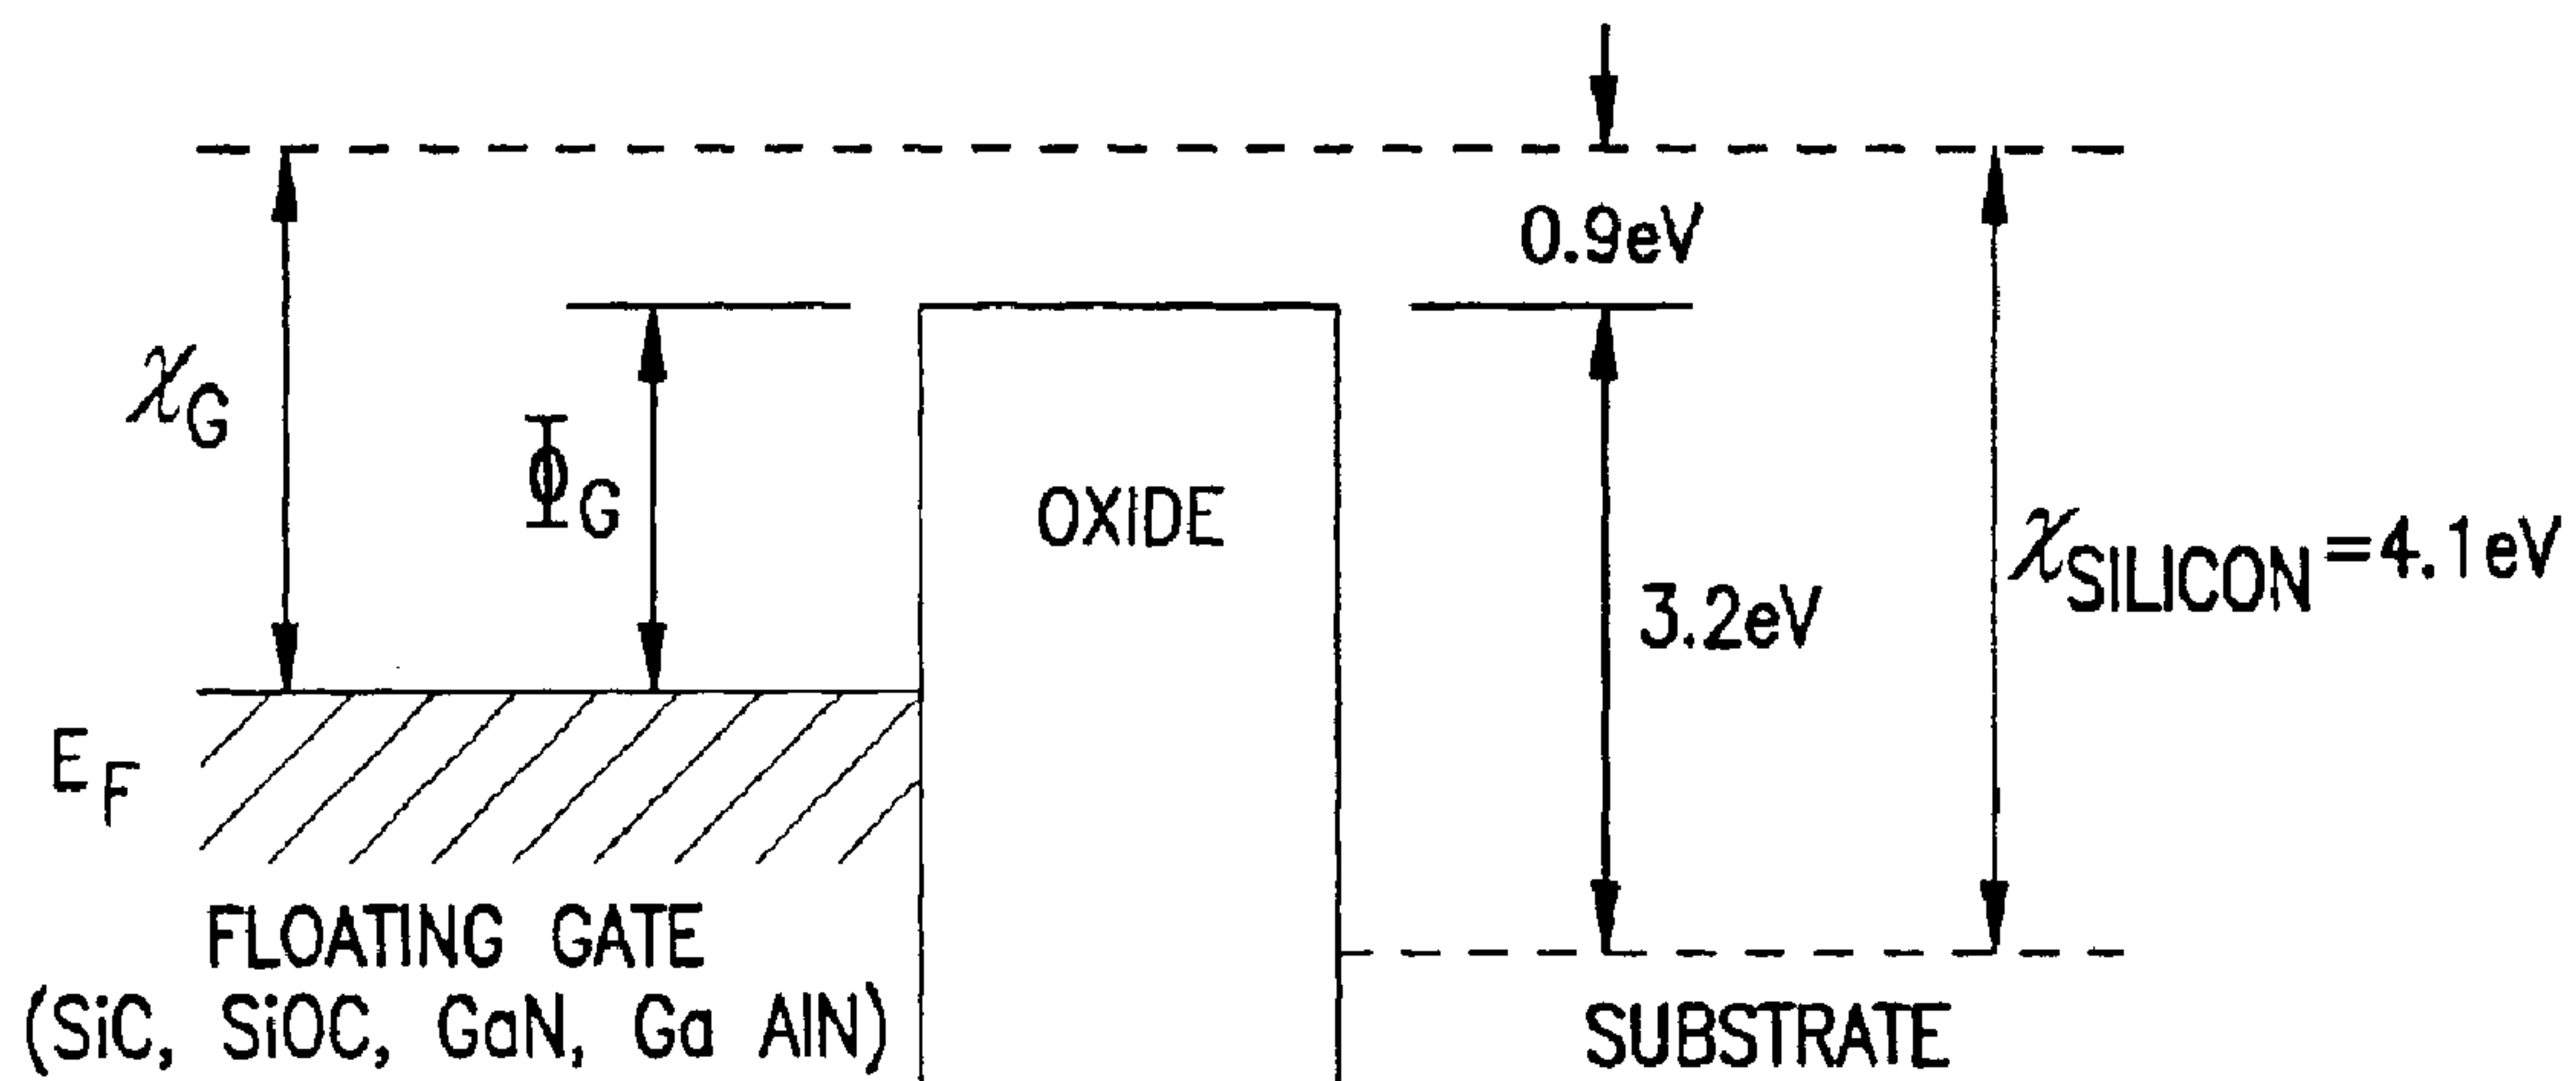 0.9eV
χG
ΦG
OXIDE
3.2eV
χSILICON=4.1eV
EF
FLOATING GATE
(SiC, SiOC, GaN, Ga AlN)
SUBSTRATE